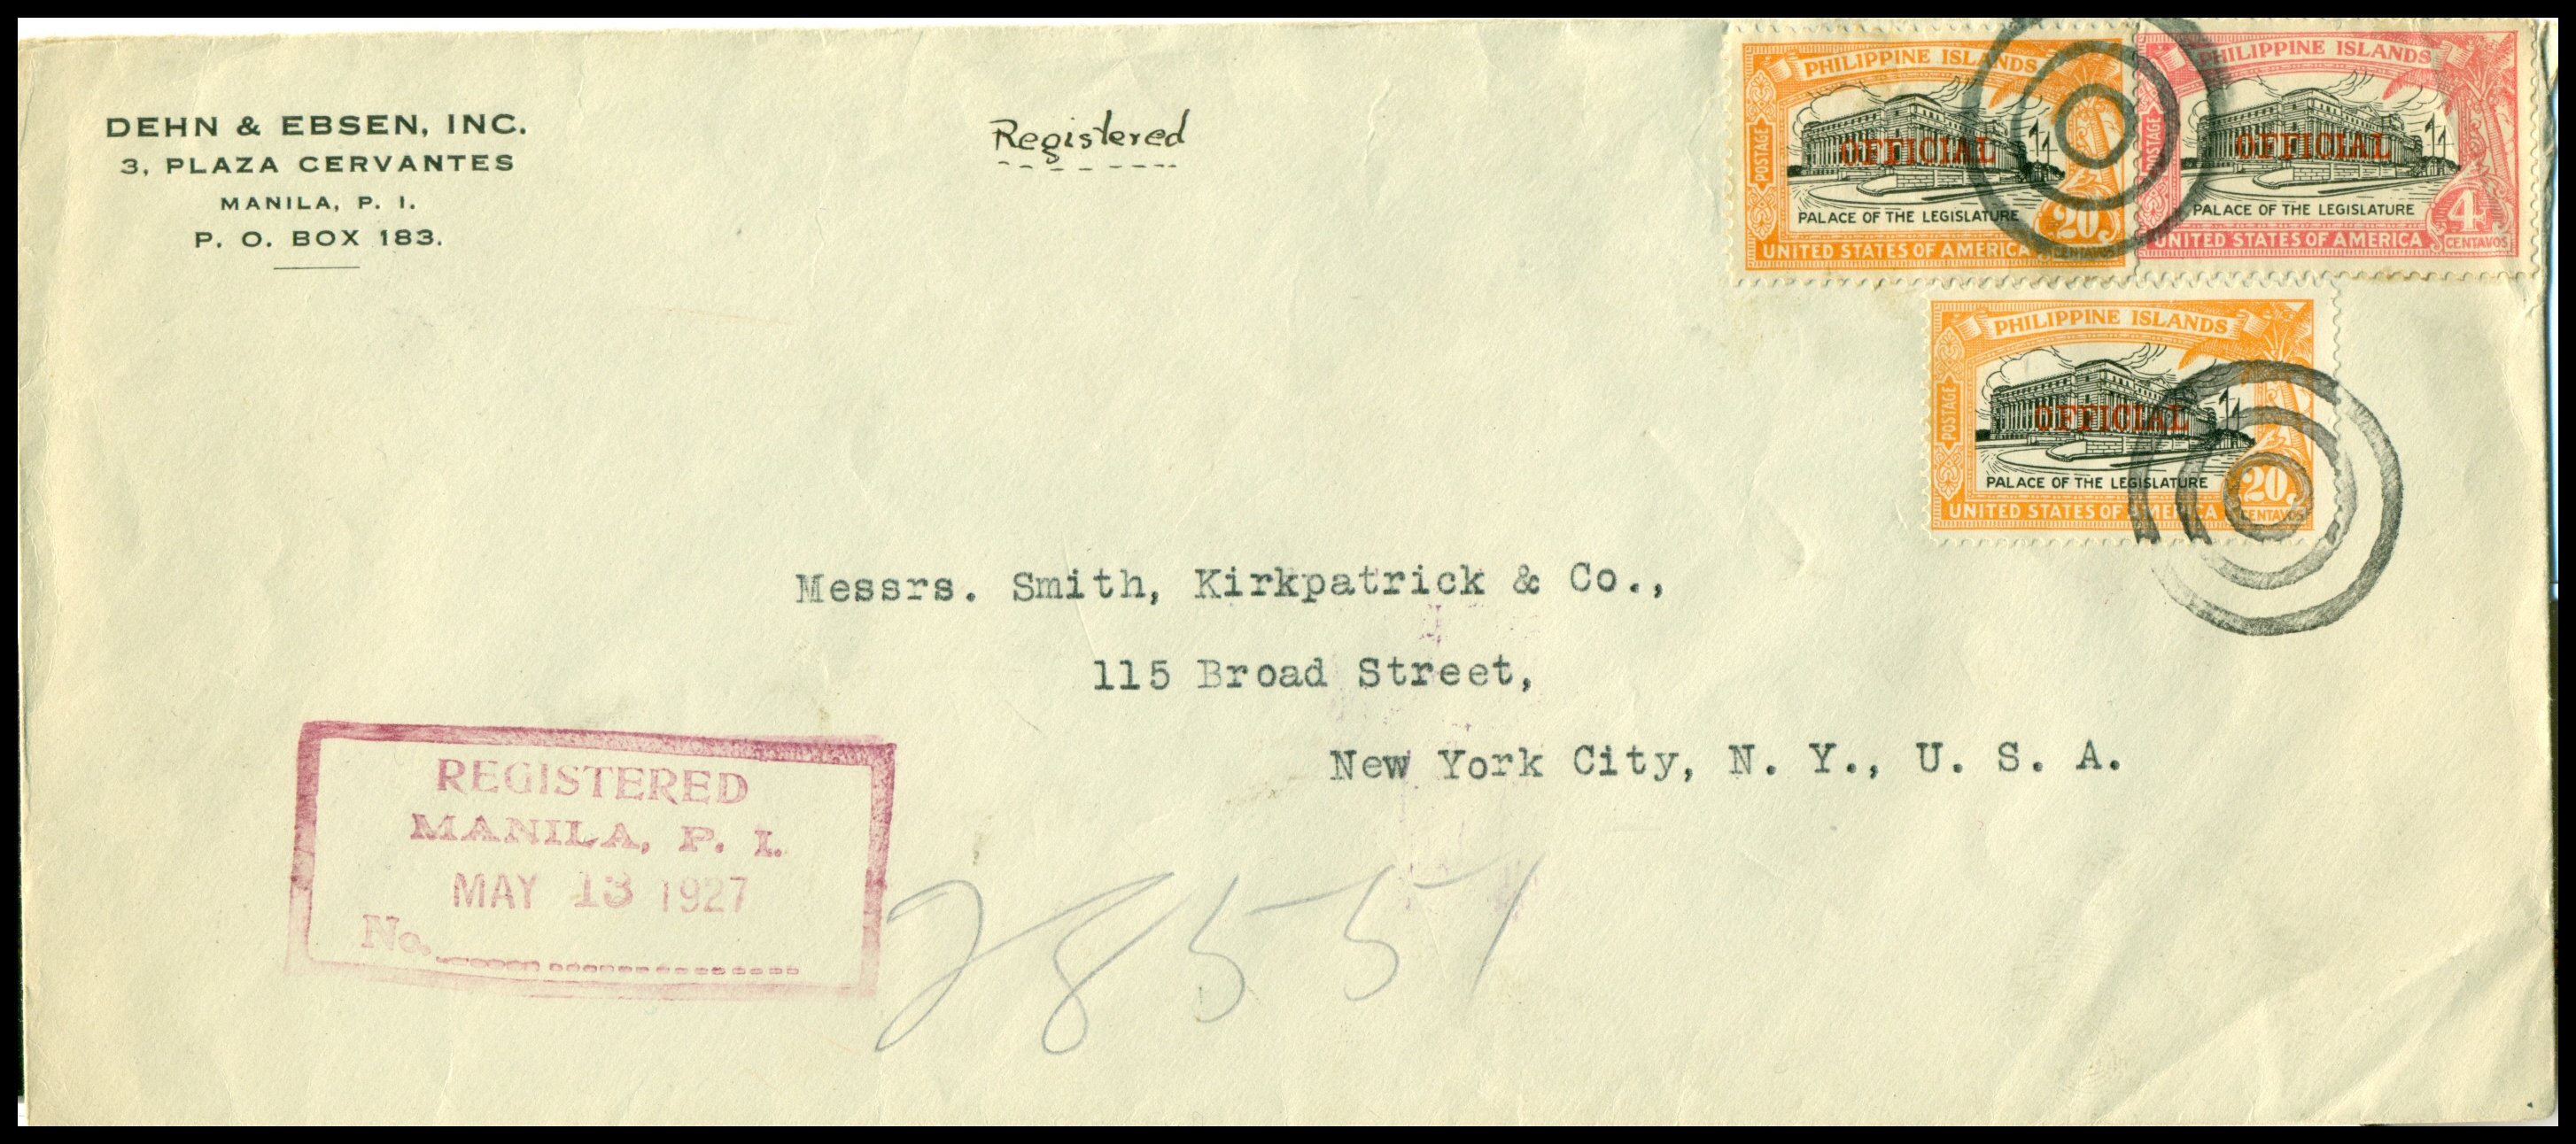 DEHN & EBSEN, INC.
3, PLAZA CERVANTES
MANILA, P. I.
P. O. BOX 183.
Registered
PHILIPPINE ISLANDS
POSTAGE
OFFICIAL
PALACE OF THE LEGISLATURE
20
CENTAVOS
UNITED STATES OF AMERICA
PHILIPPINE ISLANDS
POSTAGE
OFFICIAL
PALACE OF THE LEGISLATURE
4
CENTAVOS
UNITED STATES OF AMERICA
PHILIPPINE ISLANDS
POSTAGE
OFFICIAL
PALACE OF THE LEGISLATURE
20
CENTAVOS
UNITED STATES OF AMERICA
Messrs. Smith, Kirkpatrick & Co.,
115 Broad Street,
New York City, N. Y., U. S. A.
REGISTERED
MANILA, P. I.
MAY 13 1927
No.
28551